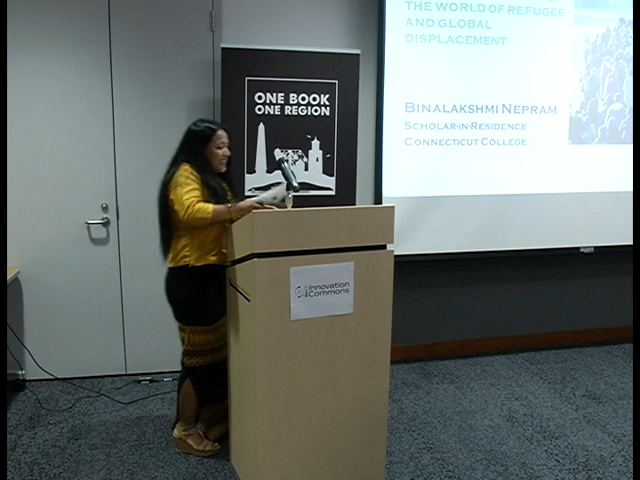 THE WORLD OF REFUGEE
AND GLOBAL
DISPLACEMENT
BINALAKSHMI NEPRAM
SCHOLAR-IN-RESIDENCE
CONNECTICUT COLLEGE
ONE BOOK
ONE REGION
Innovation
Commons